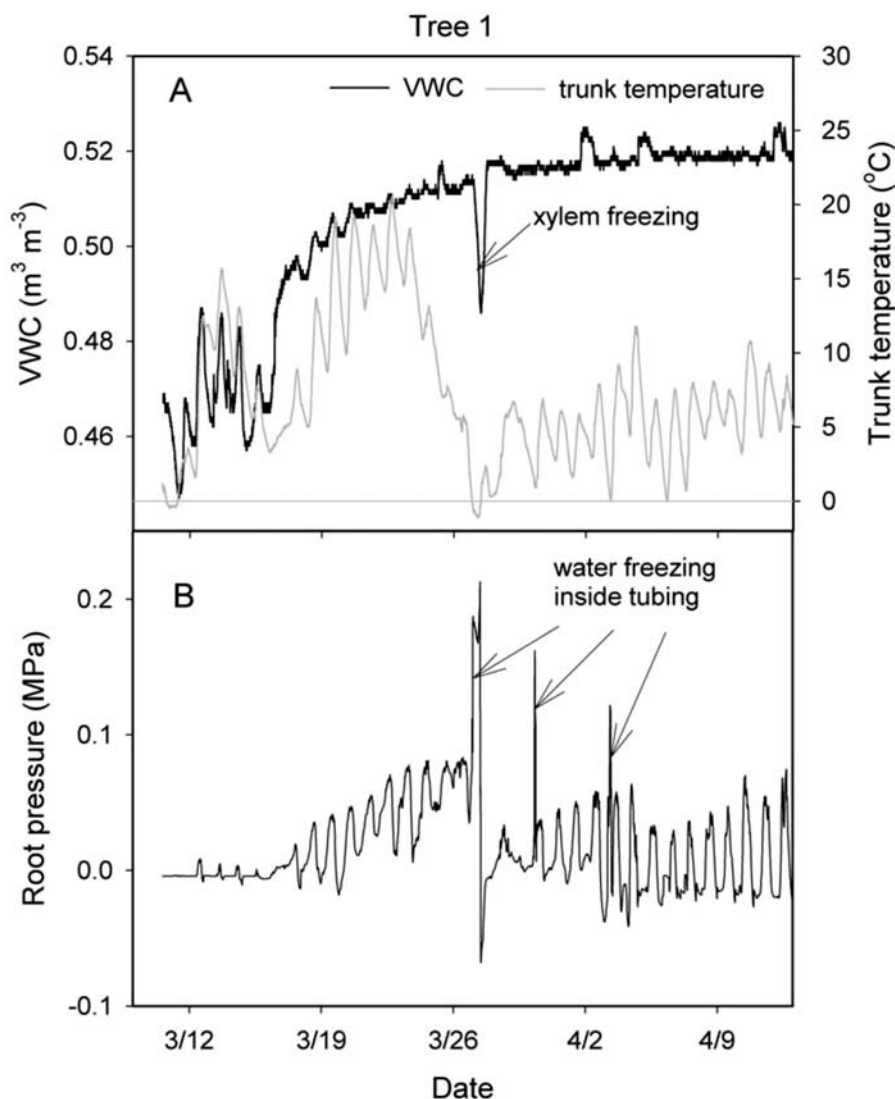 Tree 1
A
VWC
trunk temperature
0.54
0.52
0.50
0.48
0.46
VWC (m³ m⁻³)
30
25
20
15
10
5
0
Trunk temperature (°C)
xylem freezing
B
water freezing
inside tubing
0.2
0.1
0.0
-0.1
Root pressure (MPa)
3/12
3/19
3/26
4/2
4/9
Date